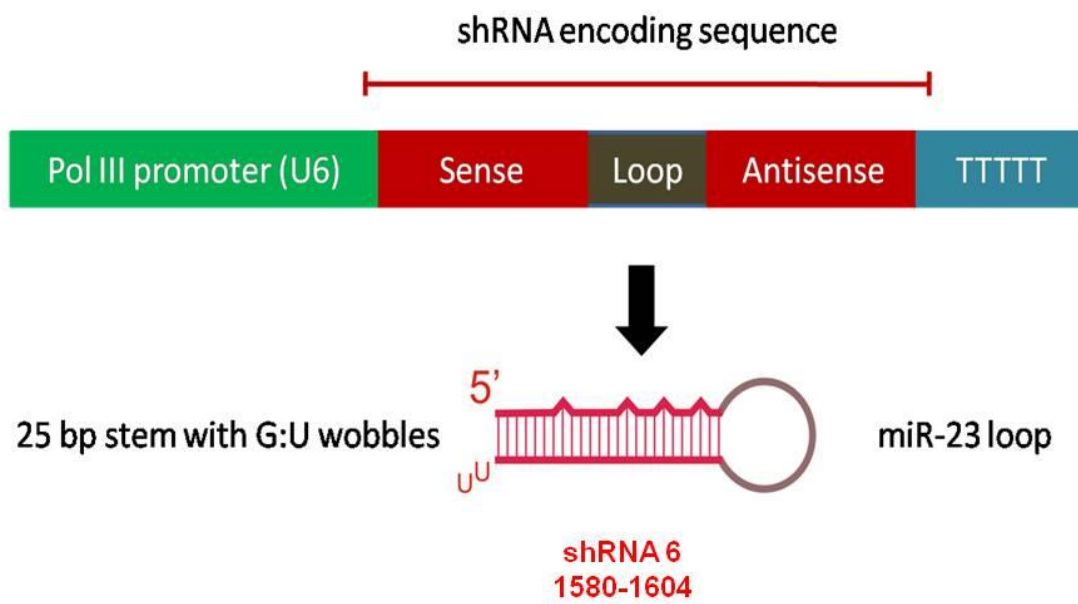 shRNA encoding sequence
Pol III promoter (U6) Sense Loop Antisense TTTTT
5’
25 bp stem with G:U wobbles
miR-23 loop
UU
shRNA 6
1580-1604